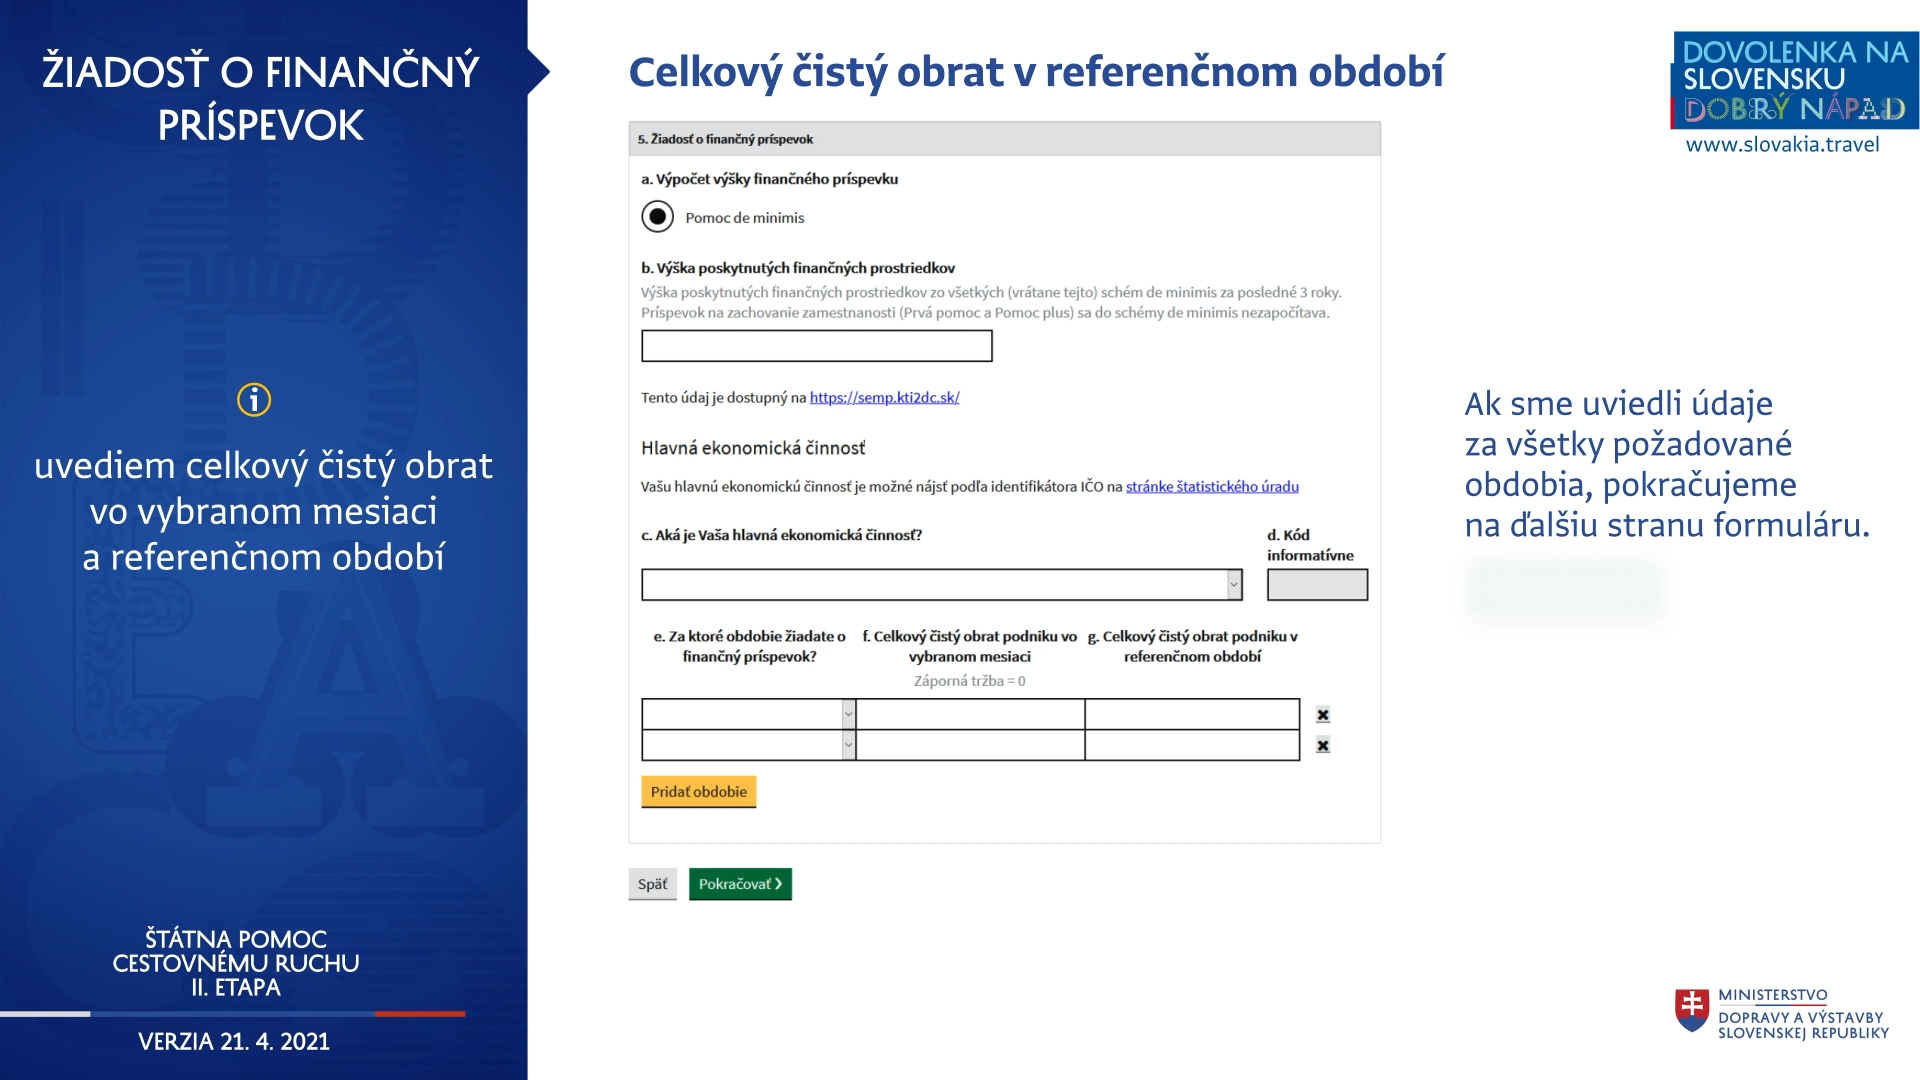 ŽIADOSŤ O FINANČNÝ
PRÍSPEVOK
uvediem celkový čistý obrat
vo vybranom mesiaci
a referenčnom období
ŠTÁTNA POMOC
CESTOVNÉMU RUCHU
II. ETAPA
VERZIA 21. 4. 2021
Celkový čistý obrat v referenčnom období
5. Žiadosť o finančný príspevok
a. Výpočet výšky finančného príspevku
Pomoc de minimis
b. Výška poskytnutých finančných prostriedkov
Výška poskytnutých finančných prostriedkov zo všetkých (vrátane tejto) schém de minimis za posledné 3 roky.
Príspevok na zachovanie zamestnanosti (Prvá pomoc a Pomoc plus) sa do schémy de minimis nezapočítava.
Tento údaj je dostupný na https://semp.kti2dc.sk/
Hlavná ekonomická činnosť
Vašu hlavnú ekonomickú činnosť je možné nájsť podľa identifikátora IČO na stránke štatistického úradu
c. Aká je Vaša hlavná ekonomická činnosť?
d. Kód
informatívne
e. Za ktoré obdobie žiadate o
finančný príspevok?
f. Celkový čistý obrat podniku vo
vybranom mesiaci
Záporná tržba = 0
g. Celkový čistý obrat podniku v
referenčnom období
Pridať obdobie
Späť
Pokračovať
DOVOLENKA NA
SLOVENSKU
DOBRÝ NÁPAD
www.slovakia.travel
Ak sme uviedli údaje
za všetky požadované
obdobia, pokračujeme
na ďalšiu stranu formuláru.
MINISTERSTVO
DOPRAVY A VÝSTAVBY
SLOVENSKEJ REPUBLIKY